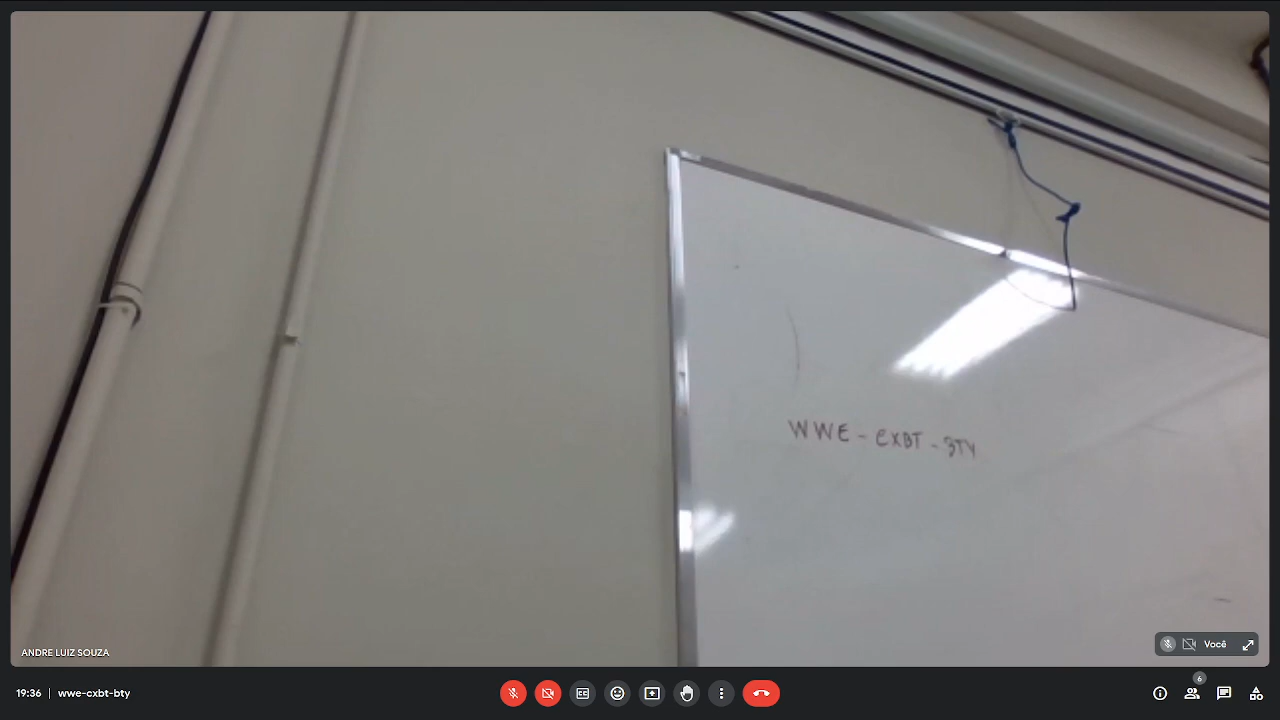 WWE - CXBT - BTY
ANDRE LUIZ SOUZA
Você
19:36 | wwe-cxbt-bty
6